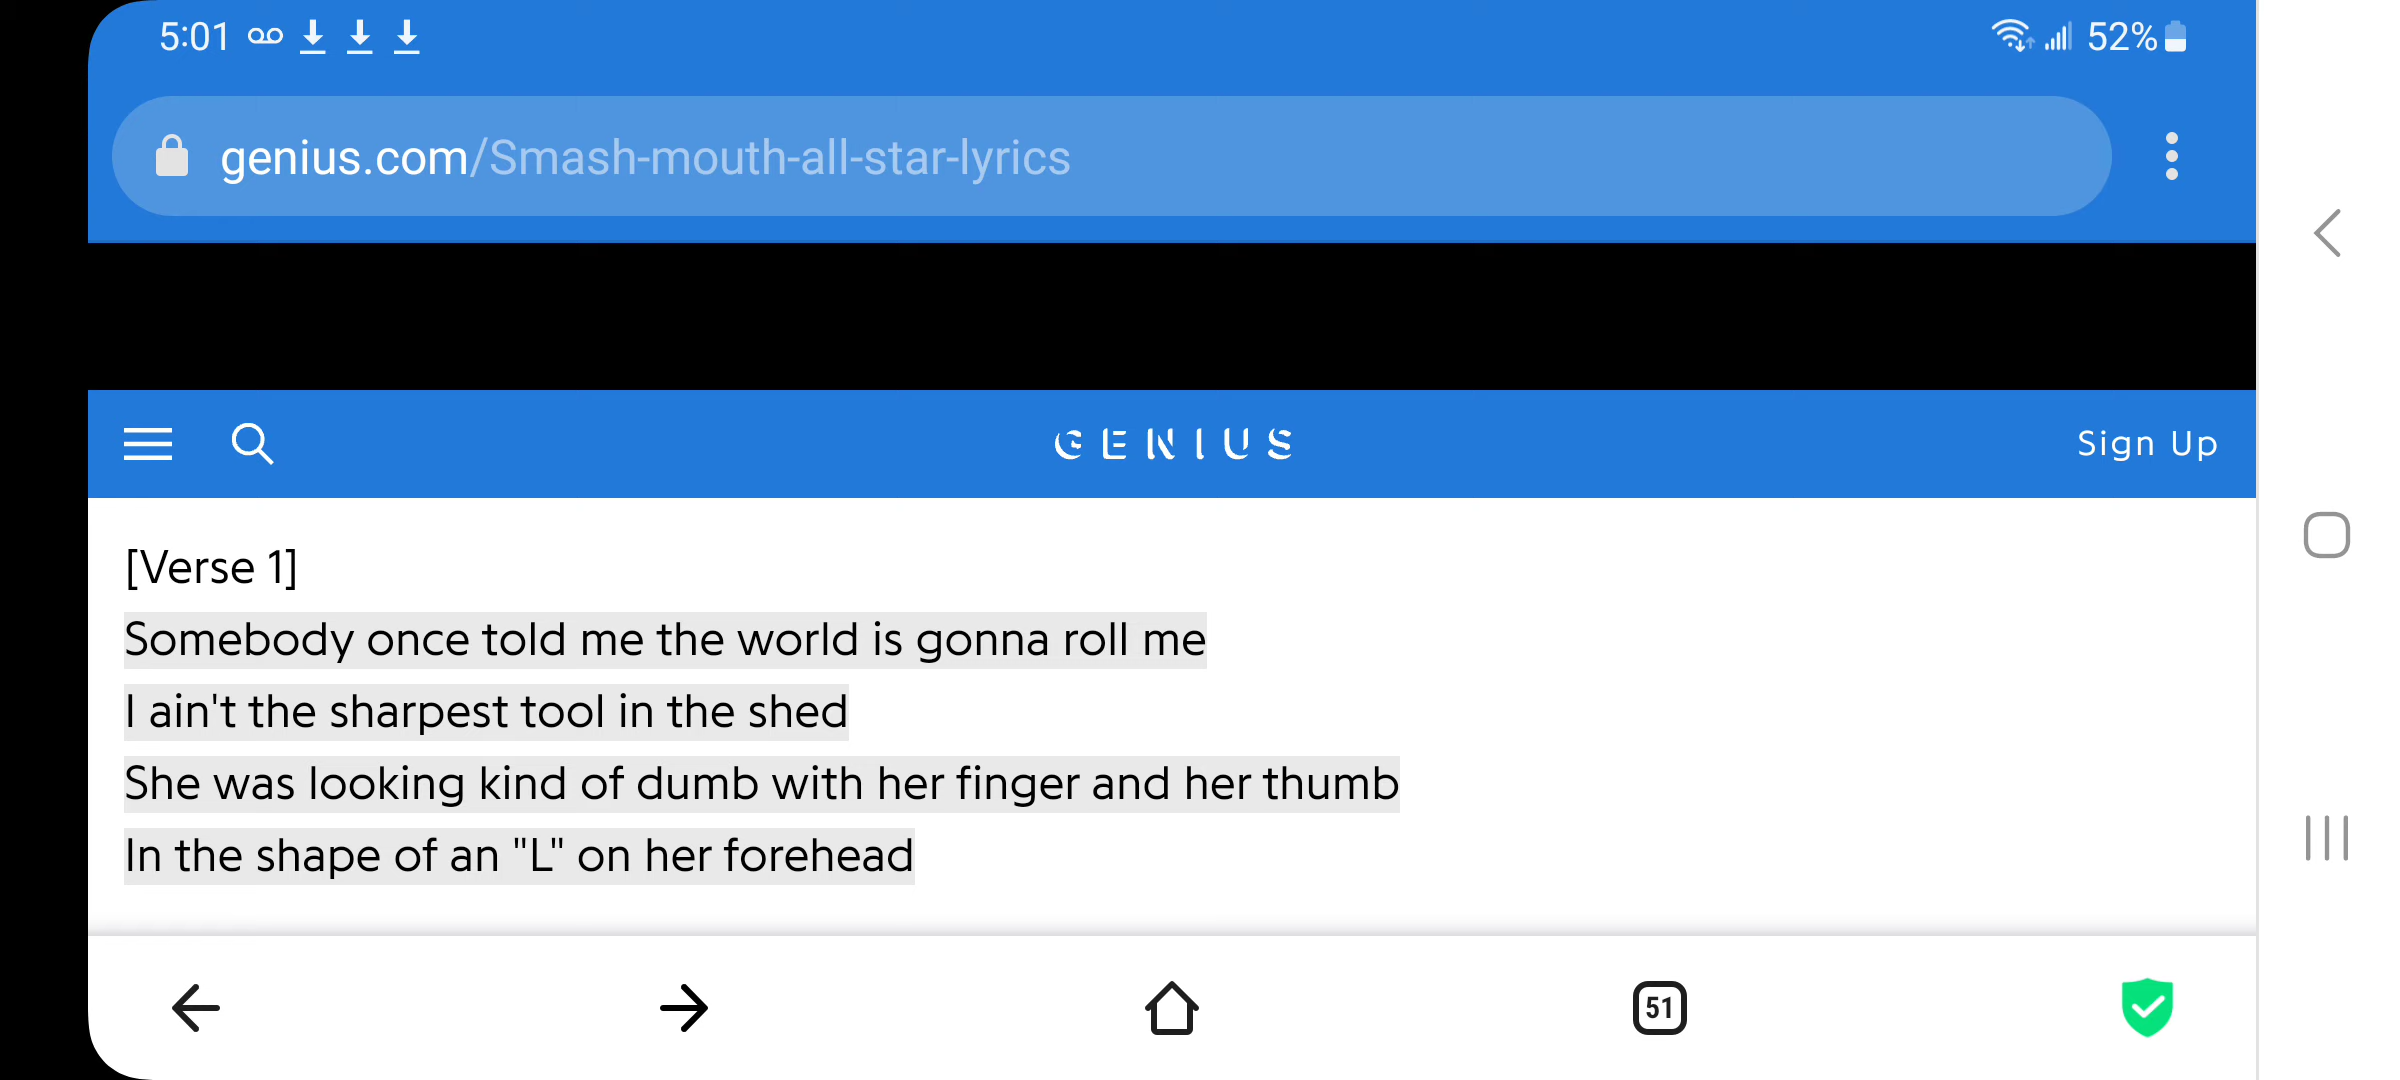 5:01
52%
genius.com/Smash-mouth-all-star-lyrics
GENIUS
Sign Up
[Verse 1]
Somebody once told me the world is gonna roll me
I ain't the sharpest tool in the shed
She was looking kind of dumb with her finger and her thumb
In the shape of an "L" on her forehead
51